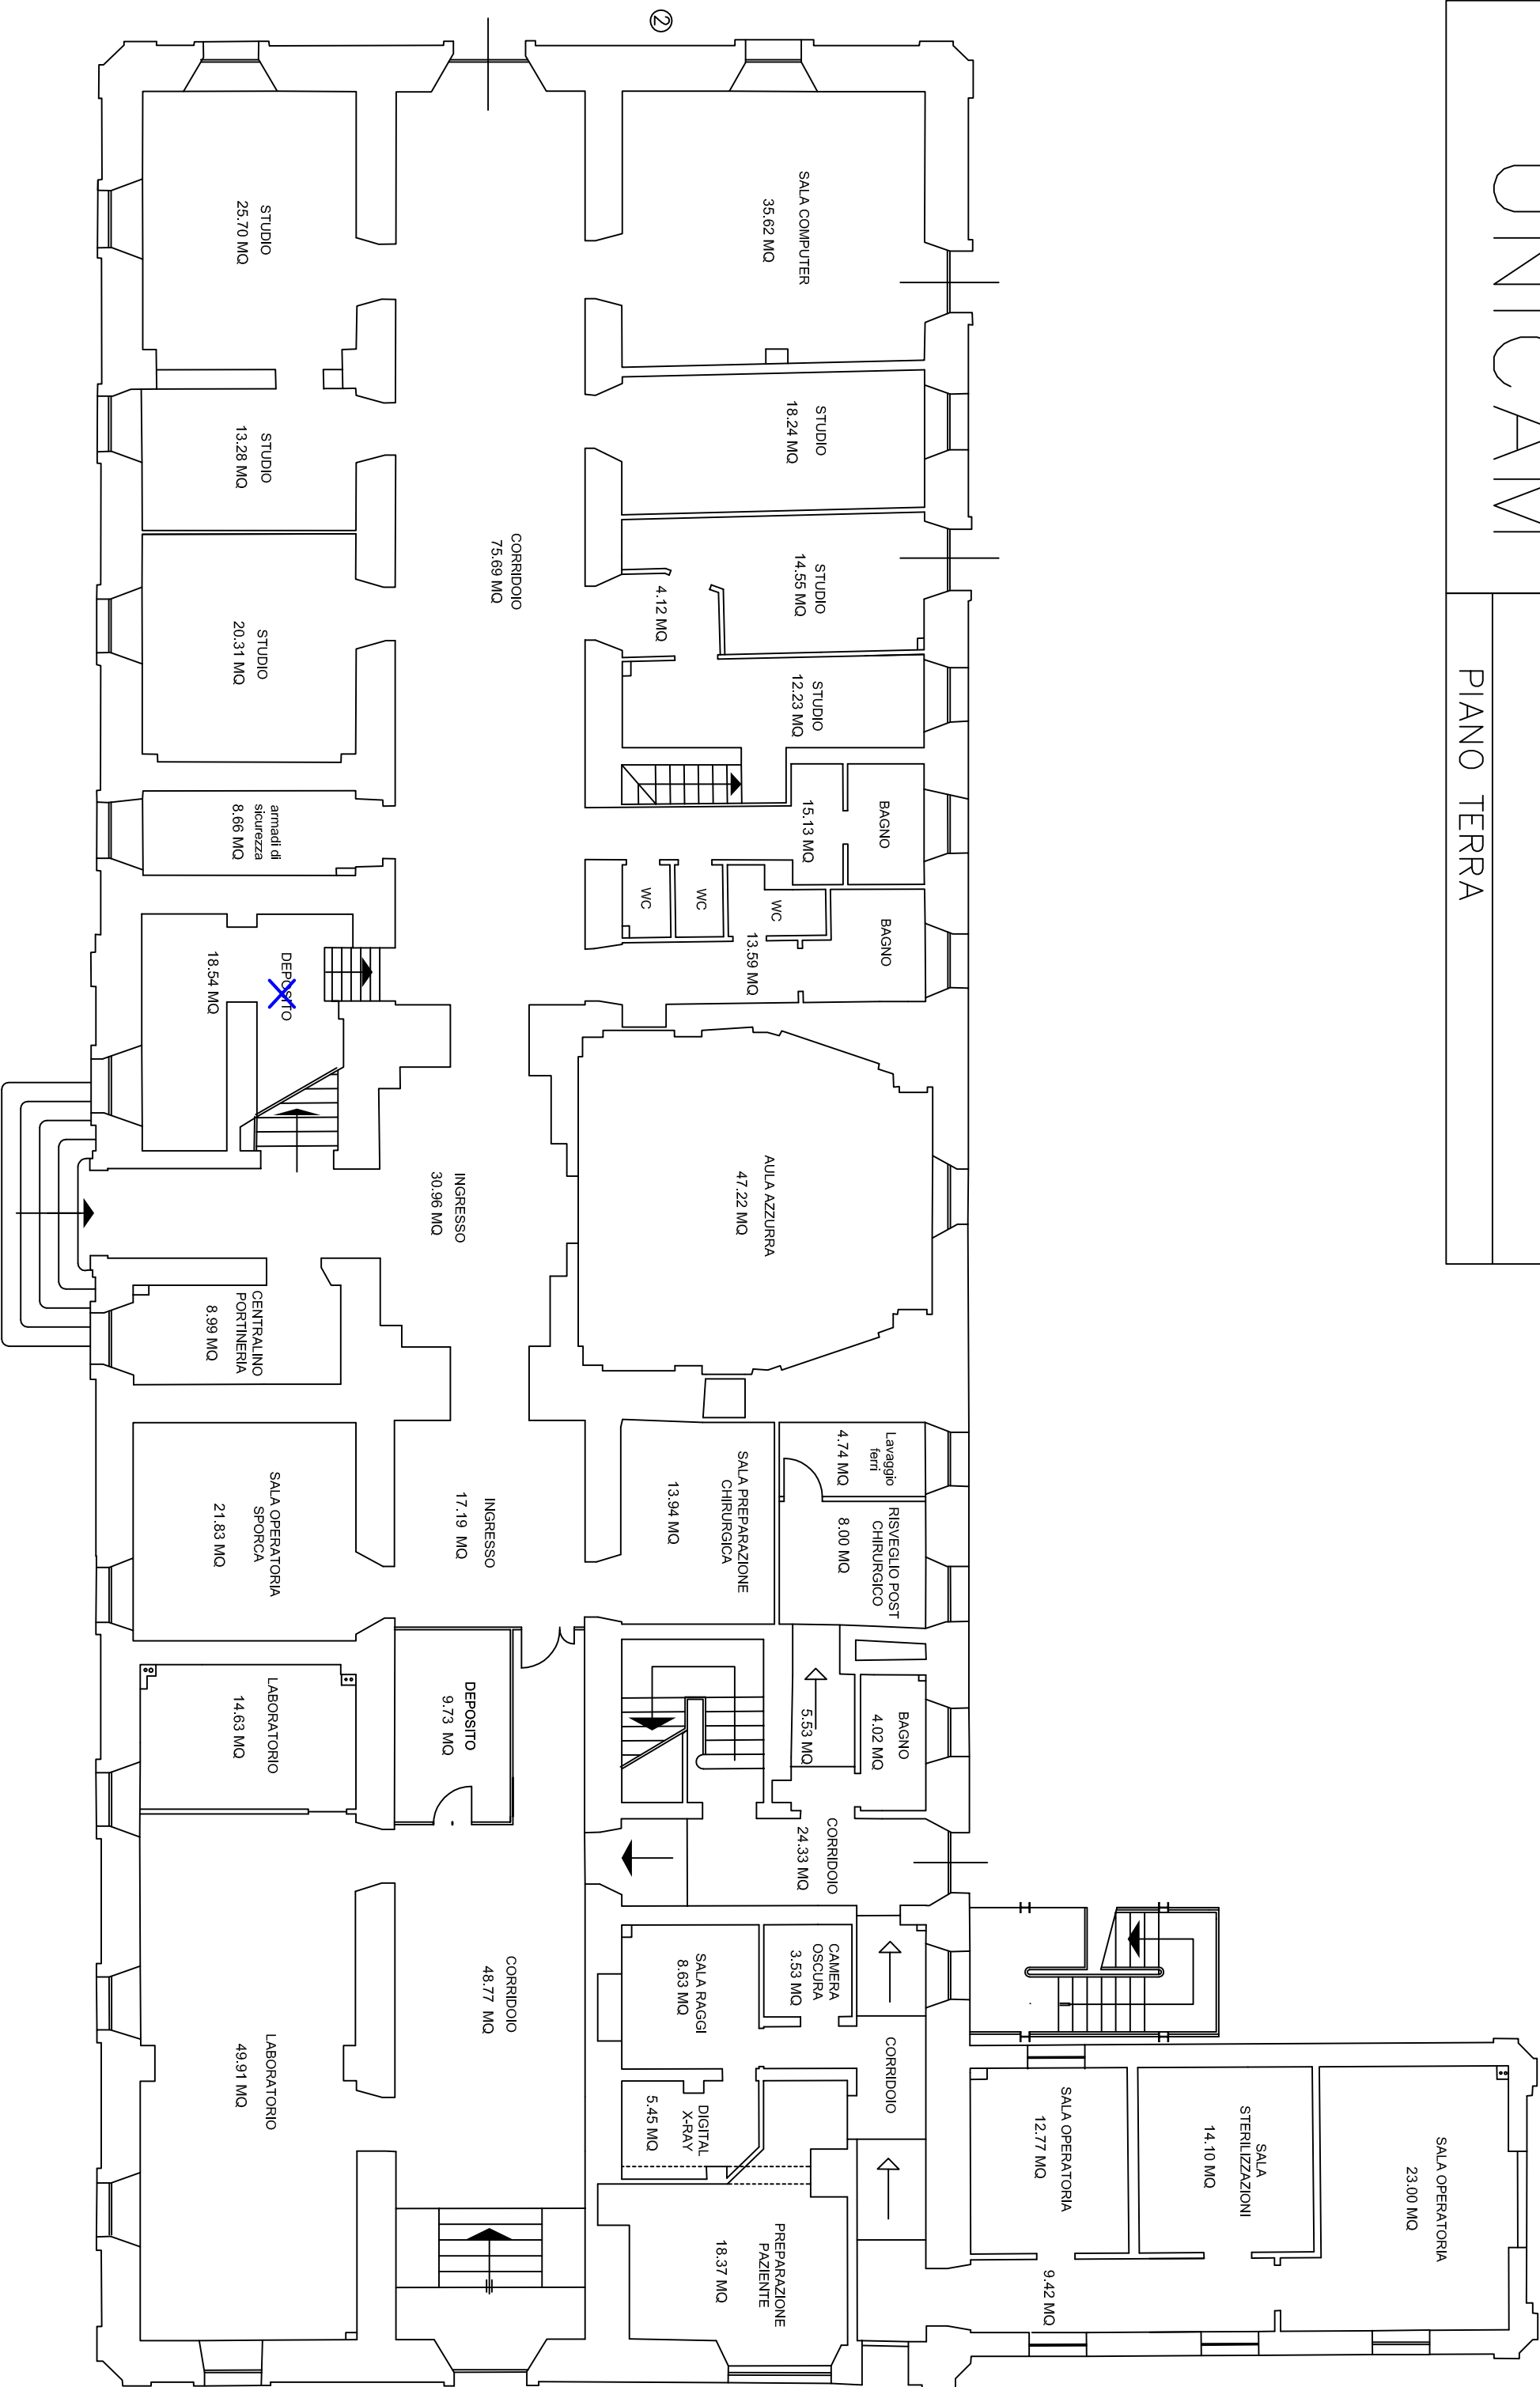 UNICAM
PIANO TERRA
②
SALA COMPUTER
35.62 MQ
STUDIO
25.70 MQ
STUDIO
18.24 MQ
STUDIO
13.28 MQ
CORRIDOIO
75.69 MQ
STUDIO
14.55 MQ
4.12 MQ
STUDIO
20.31 MQ
STUDIO
12.23 MQ
BAGNO
15.13 MQ
armadi di
sicurezza
8.66 MQ
WC
WC
WC
BAGNO
13.59 MQ
DEPOSITO
18.54 MQ
AULA AZZURRA
47.22 MQ
INGRESSO
30.96 MQ
CENTRALINO
PORTINERIA
8.99 MQ
Lavaggio
ferri
4.74 MQ
SALA PREPARAZIONE
CHIRURGICA
13.94 MQ
RISVEGLIO POST
CHIRURGICO
8.00 MQ
INGRESSO
17.19 MQ
SALA OPERATORIA
SPORCA
21.83 MQ
BAGNO
4.02 MQ
5.53 MQ
DEPOSITO
9.73 MQ
LABORATORIO
14.63 MQ
CORRIDOIO
24.33 MQ
CAMERA
OSCURA
3.53 MQ
SALA RAGGI
8.63 MQ
CORRIDOIO
48.77 MQ
CORRIDOIO
LABORATORIO
49.91 MQ
DIGITAL
X-RAY
5.45 MQ
SALA OPERATORIA
12.77 MQ
SALA
STERILIZZAZIONI
14.10 MQ
SALA OPERATORIA
23.00 MQ
PREPARAZIONE
PAZIENTE
18.37 MQ
9.42 MQ